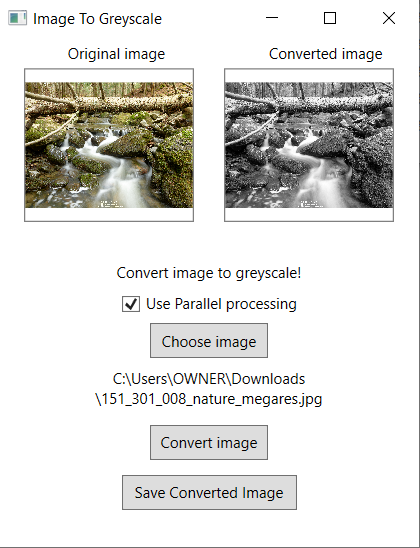 Image To Greyscale
Original image
Converted image
Convert image to greyscale!
Use Parallel processing
Choose image
C:\Users\OWNER\Downloads
\151_301_008_nature_megares.jpg
Convert image
Save Converted Image